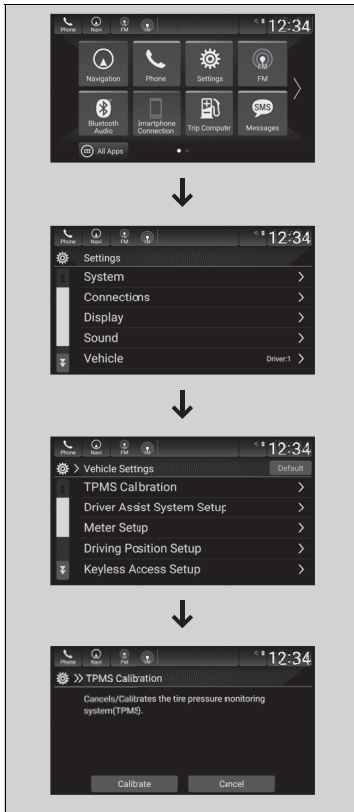 Phone Navi FM 12:34
Navigation Phone Settings FM
FM
SMS
Bluetooth Audio Smartphone Connection Trip Computer Messages
All Apps
Phone Navi FM 12:34
Settings
System
Connections
Display
Sound
Vehicle Driver:1
Phone Navi FM 12:34
Vehicle Settings Default
TPMS Calibration
Driver Assist System Setup
Meter Setup
Driving Position Setup
Keyless Access Setup
Phone Navi FM 12:34
TPMS Calibration
Cancels/Calibrates the tire pressure monitoring
system(TPMS).
Calibate Cancel